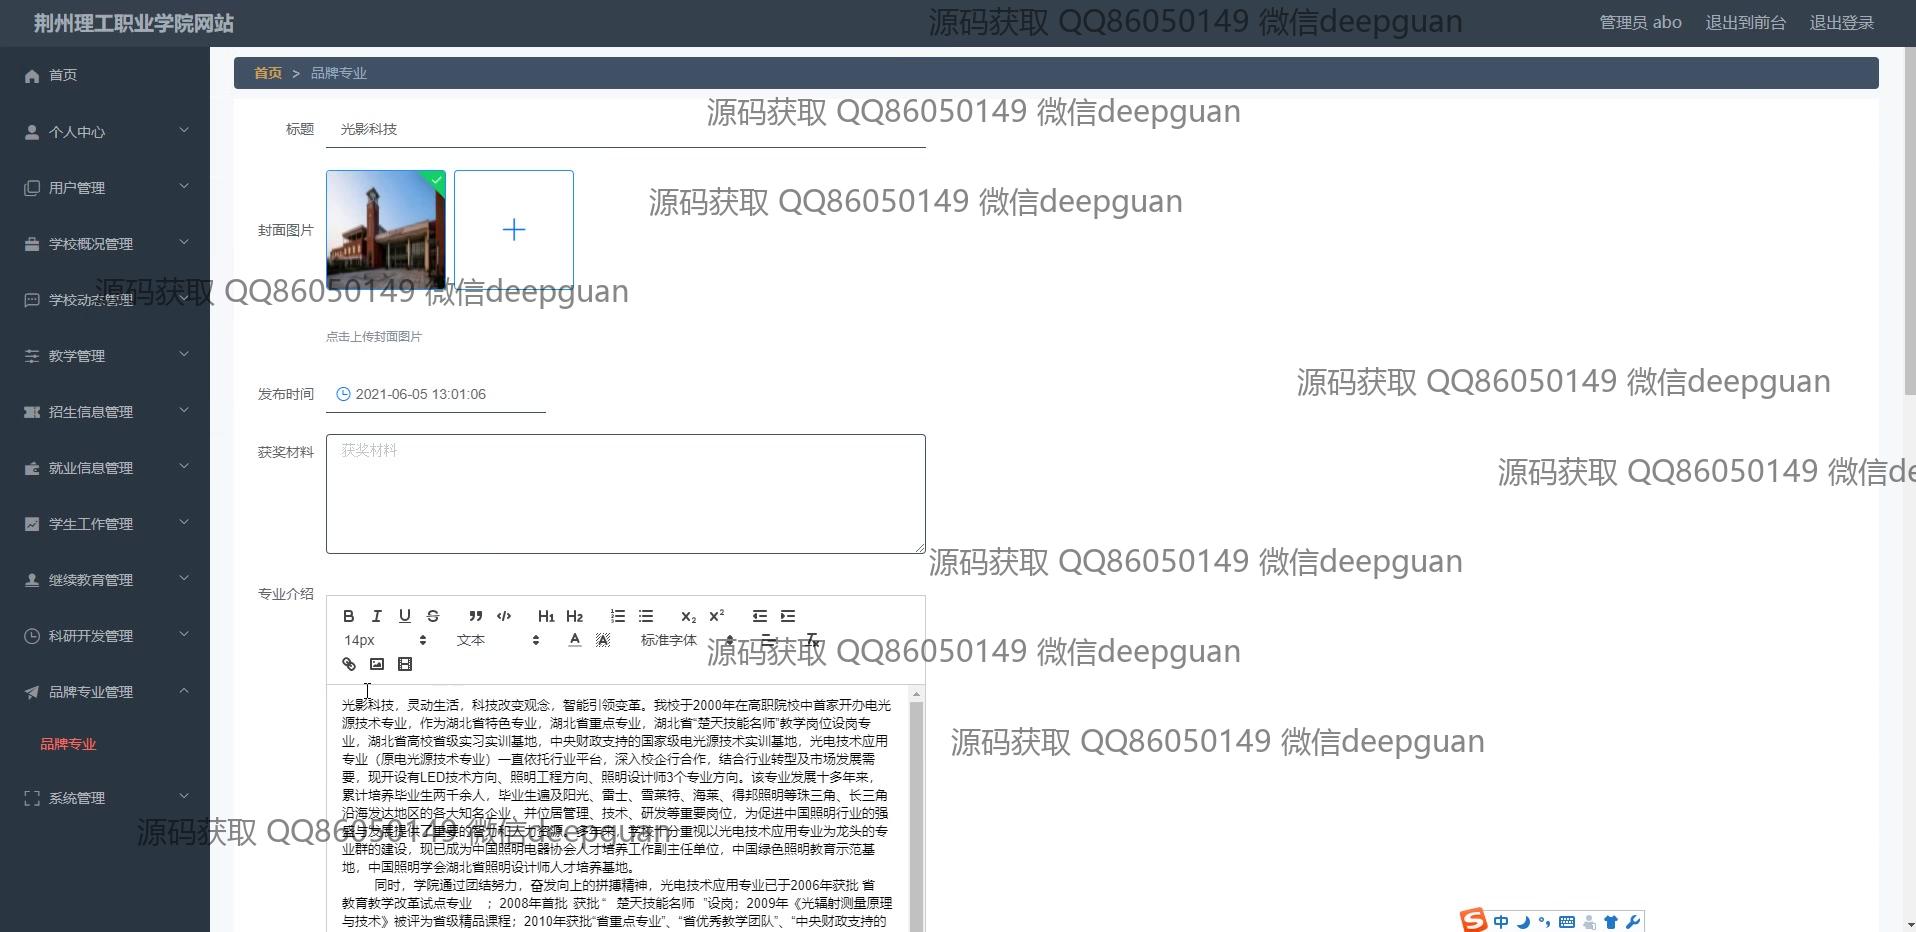 荆州理工职业学院网站
源码获取 QQ86050149 微信deepguan
管理员 abo
退出到前台
退出登录
首页
个人中心
用户管理
学校概况管理
学校动态管理
教学管理
招生信息管理
就业信息管理
学生工作管理
继续教育管理
科研开发管理
品牌专业管理
品牌专业
系统管理
首页 > 品牌专业
源码获取 QQ86050149 微信deepguan
标题 光影科技
源码获取 QQ86050149 微信deepguan
封面图片
源码获取 QQ86050149 微信deepguan
点击上传封面图片
源码获取 QQ86050149 微信deepguan
发布时间 2021-06-05 13:01:06
获奖材料 获奖材料
源码获取 QQ86050149 微信de
源码获取 QQ86050149 微信deepguan
专业介绍
B I U S H1 H2 X2 X2
14px 文本 A A 标准字体 Tx
源码获取 QQ86050149 微信deepguan
光影科技，灵动生活，科技改变观念，智能引领变革。我校于2000年在高职院校中首家开办电光
源技术专业，作为湖北省特色专业，湖北省重点专业，湖北省“楚天技能名师”教学岗位设岗专
业，湖北省高校省级实习实训基地，中央财政支持的国家级电光源技术实训基地，光电技术应用
专业（原电光源技术专业）一直依托行业平台，深入校企行合作，结合行业转型及市场发展需
要，现开设有LED技术方向、照明工程方向、照明设计师3个专业方向。该专业发展十多年来，
累计培养毕业生两千余人，毕业生遍及阳光、雷士、雪莱特、海莱、得邦照明等珠三角、长三角
沿海发达地区的各大知名企业，并位居管理、技术、研发等重要岗位，为促进中国照明行业的强
盛与发展提供了重要的智力和人力资源。多年来，学校十分重视以光电技术应用专业为龙头的专
业群的建设，现已成为中国照明电器协会人才培养工作副主任单位，中国绿色照明教育示范基
地，中国照明学会湖北省照明设计师人才培养基地。
同时，学院通过团结努力，奋发向上的拼搏精神，光电技术应用专业已于2006年获批 省
教育教学改革试点专业 ；2008年首批 获批“ 楚天技能名师 ”设岗；2009年《光辐射测量原理
与技术》被评为省级精品课程；2010年获批“省重点专业”、“省优秀教学团队”、“中央财政支持的
源码获取 QQ86050149 微信deepguan
源码获取 QQ86050149 微信deepguan
中